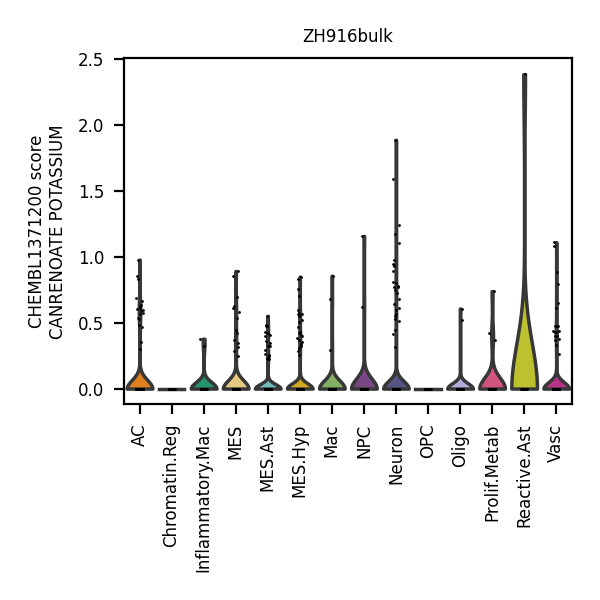 ZH916bulk
CHEMBL1371200 score
CANRENOATE POTASSIUM
2.5
2.0
1.5
1.0
0.5
0.0
AC
Chromatin.Reg
Inflammatory.Mac
MES
MES.Ast
MES.Hyp
Mac
NPC
Neuron
OPC
Oligo
Prolif.Metab
Reactive.Ast
Vasc